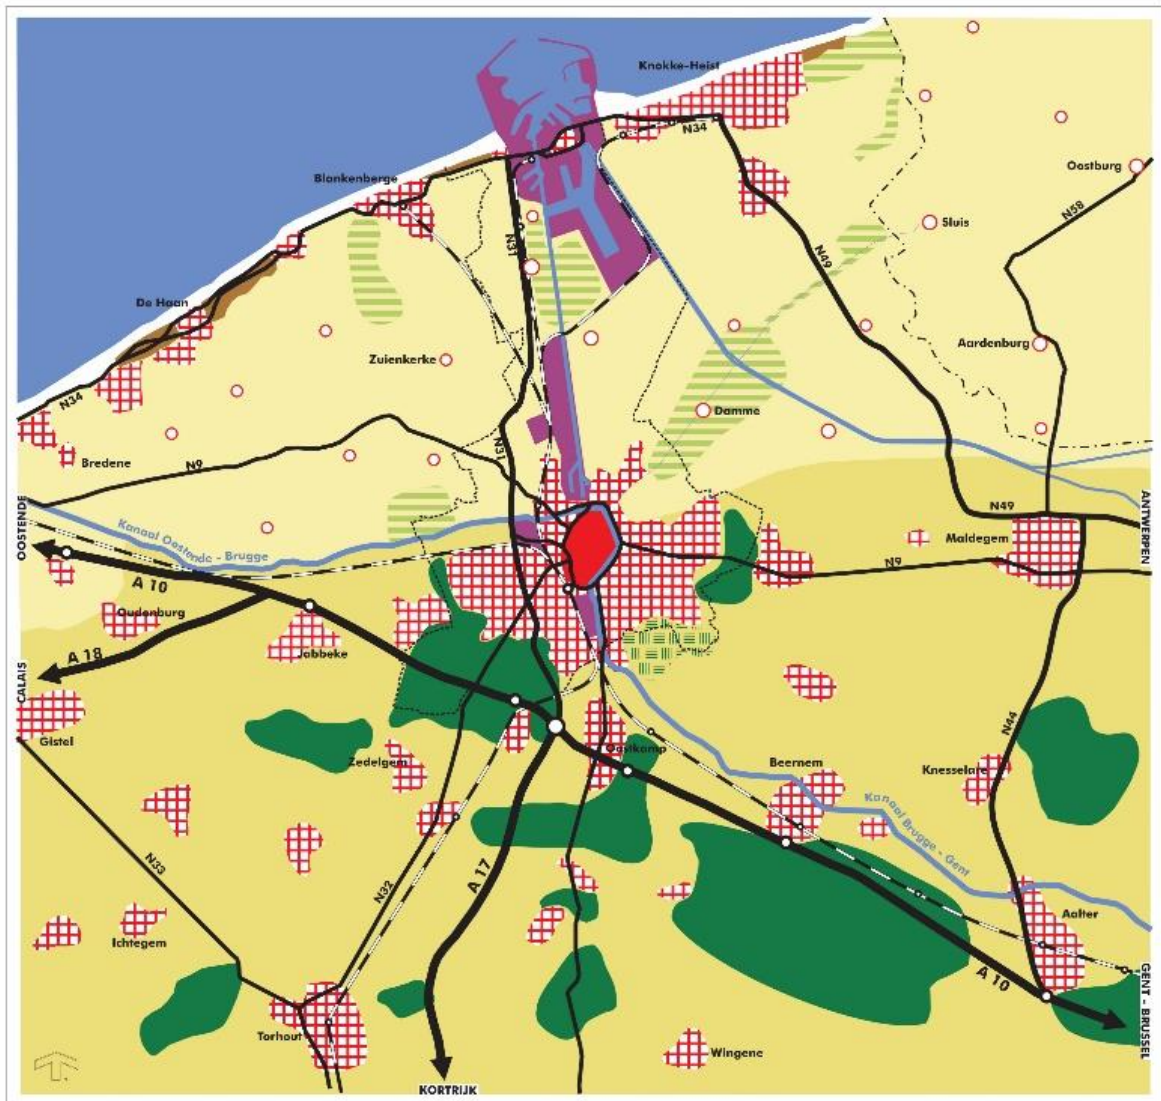 Knokke-Heist
N34
Blankenberge
Oostburg
N58
Sluis
N31
N49
De Haan
Aardenburg
Zuienkerke
N34
Damme
N31
Bredene
N9
OOSTENDE
ANTWERPEN
N49
Kanaal Oostende - Brugge
Maldegem
N9
A 10
Oudenburg
Jabbeke
A 18
CALAIS
Gistel
N44
Oostkamp
Zedelgem
Beernem
Knesselare
Kanaal Brugge - Gent
N33
A 17
N32
Ichtegem
Aalter
A 10
GENT - BRUSSEL
Torhout
Wingene
KORTRIJK